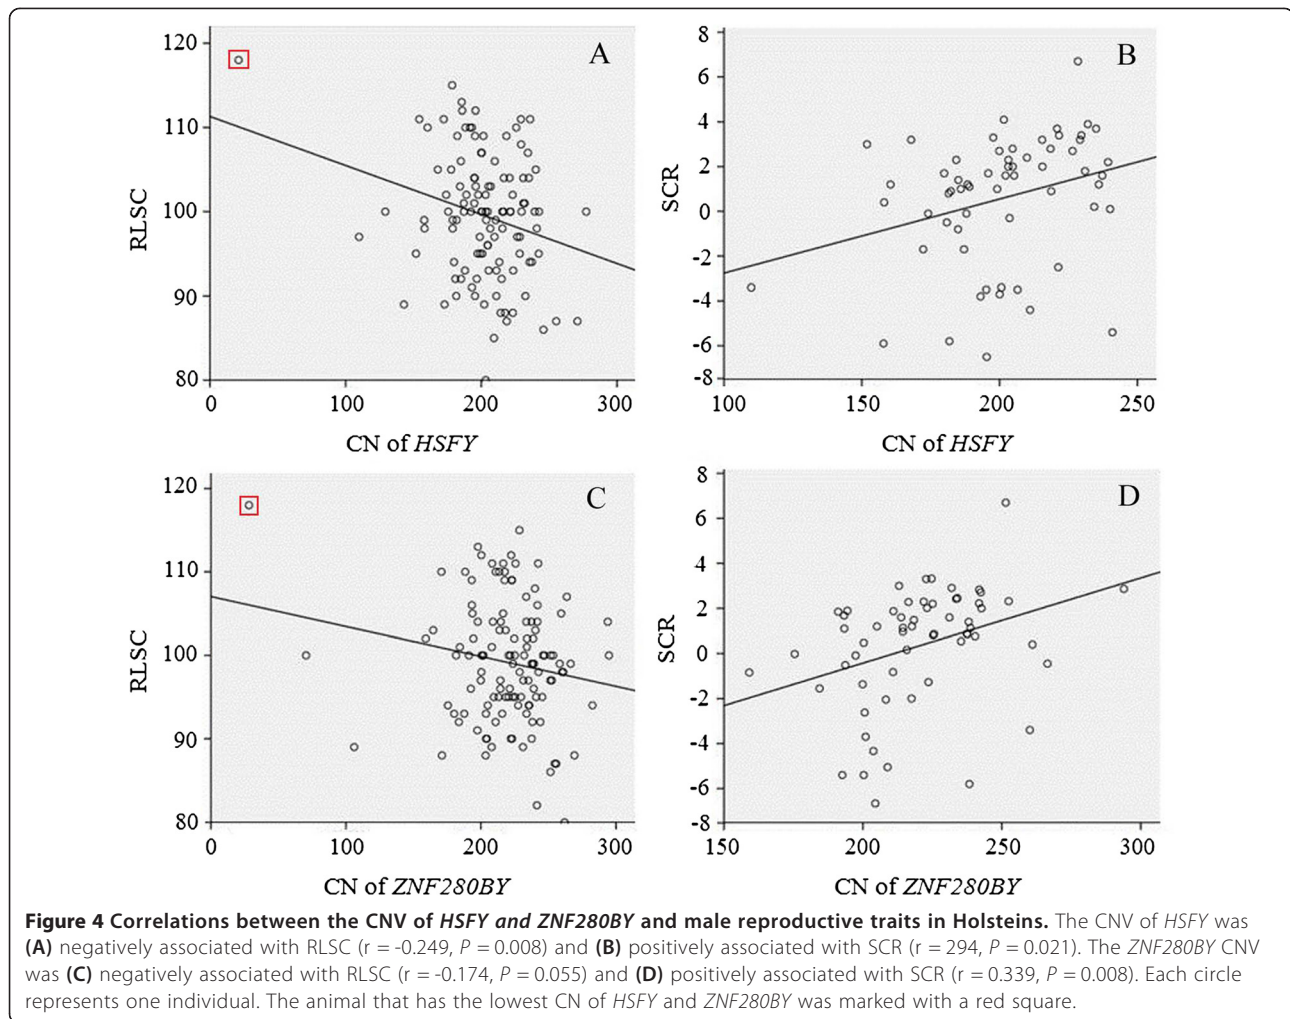 120
110
100
90
80
RLSC
A
0
100
200
300
CN of HSFY
8
6
4
2
0
-2
-4
-6
-8
SCR
B
100
150
200
250
CN of HSFY
120
110
100
90
80
RLSC
C
0
100
200
300
CN of ZNF280BY
8
6
4
2
0
-2
-4
-6
-8
SCR
D
150
200
250
300
CN of ZNF280BY
Figure 4 Correlations between the CNV of HSFY and ZNF280BY and male reproductive traits in Holsteins. The CNV of HSFY was
(A) negatively associated with RLSC (r = -0.249, P = 0.008) and (B) positively associated with SCR (r = 294, P = 0.021). The ZNF280BY CNV
was (C) negatively associated with RLSC (r = -0.174, P = 0.055) and (D) positively associated with SCR (r = 0.339, P = 0.008). Each circle
represents one individual. The animal that has the lowest CN of HSFY and ZNF280BY was marked with a red square.